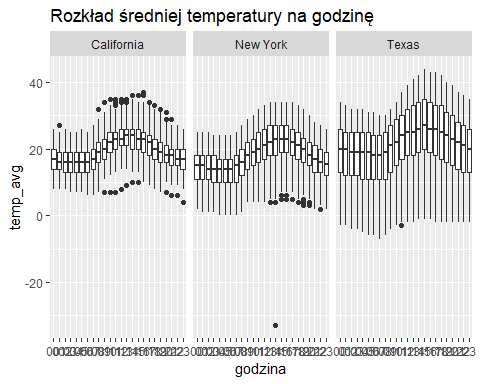 Rozkład średniej temperatury na godzinę
California
New York
Texas
40
20
0
-20
temp_avg
godzina